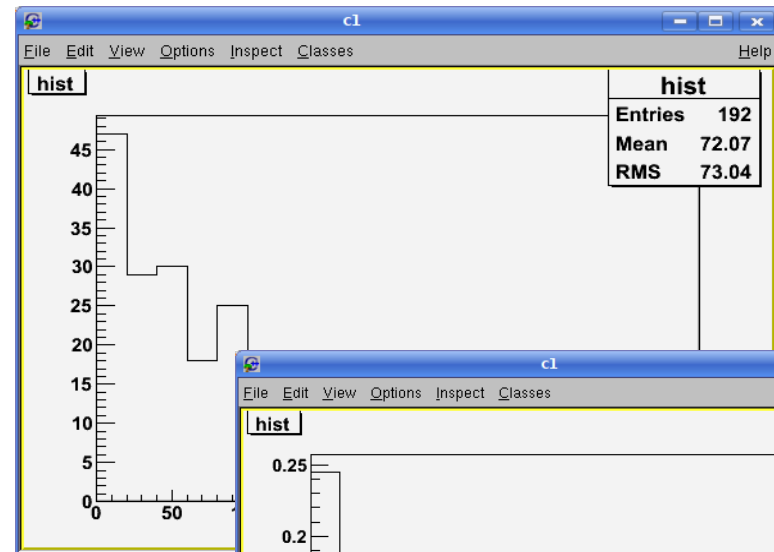 c1
File Edit View Options Inspect Classes Help
hist
hist
Entries 192
Mean 72.07
RMS 73.04
45
40
35
30
25
20
15
10
5
0
0 50
c1
File Edit View Options Inspect Classes
hist
0.25
0.2